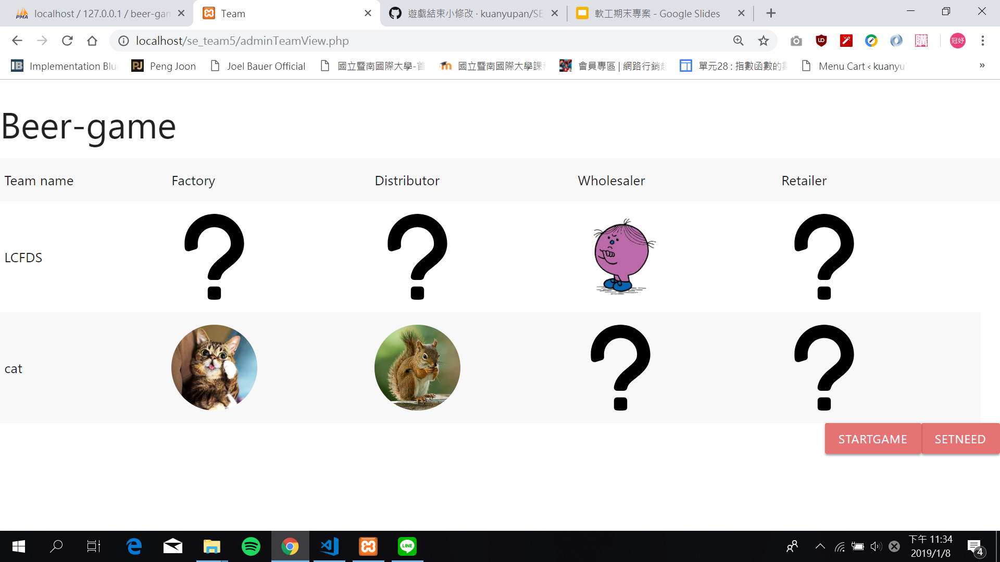 localhost / 127.0.0.1 / beer-gan
Team
遊戲結束小修改 · kuanyupan/SE
軟工期末專案 - Google Slides
localhost/se_team5/adminTeamView.php
冠妤
Implementation Blu
Peng Joon
Joel Bauer Official
國立暨南國際大學-首
國立暨南國際大學課程
會員專區 | 網路行銷超
單元28 : 指數函數的
Menu Cart ‹ kuanyu
Beer-game
Team name
Factory
Distributor
Wholesaler
Retailer
LCFDS
cat
STARTGAME
SETNEED
下午 11:34
2019/1/8
4